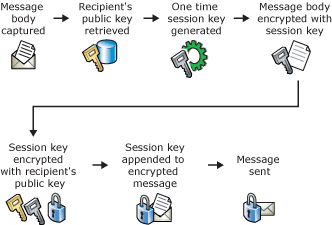 Message
body
captured
Recipient's
public key
retrieved
One time
session key
generated
Message body
encrypted with
session key
Session key
encrypted
with recipient's
public key
Session key
appended to
encrypted
message
Message
sent